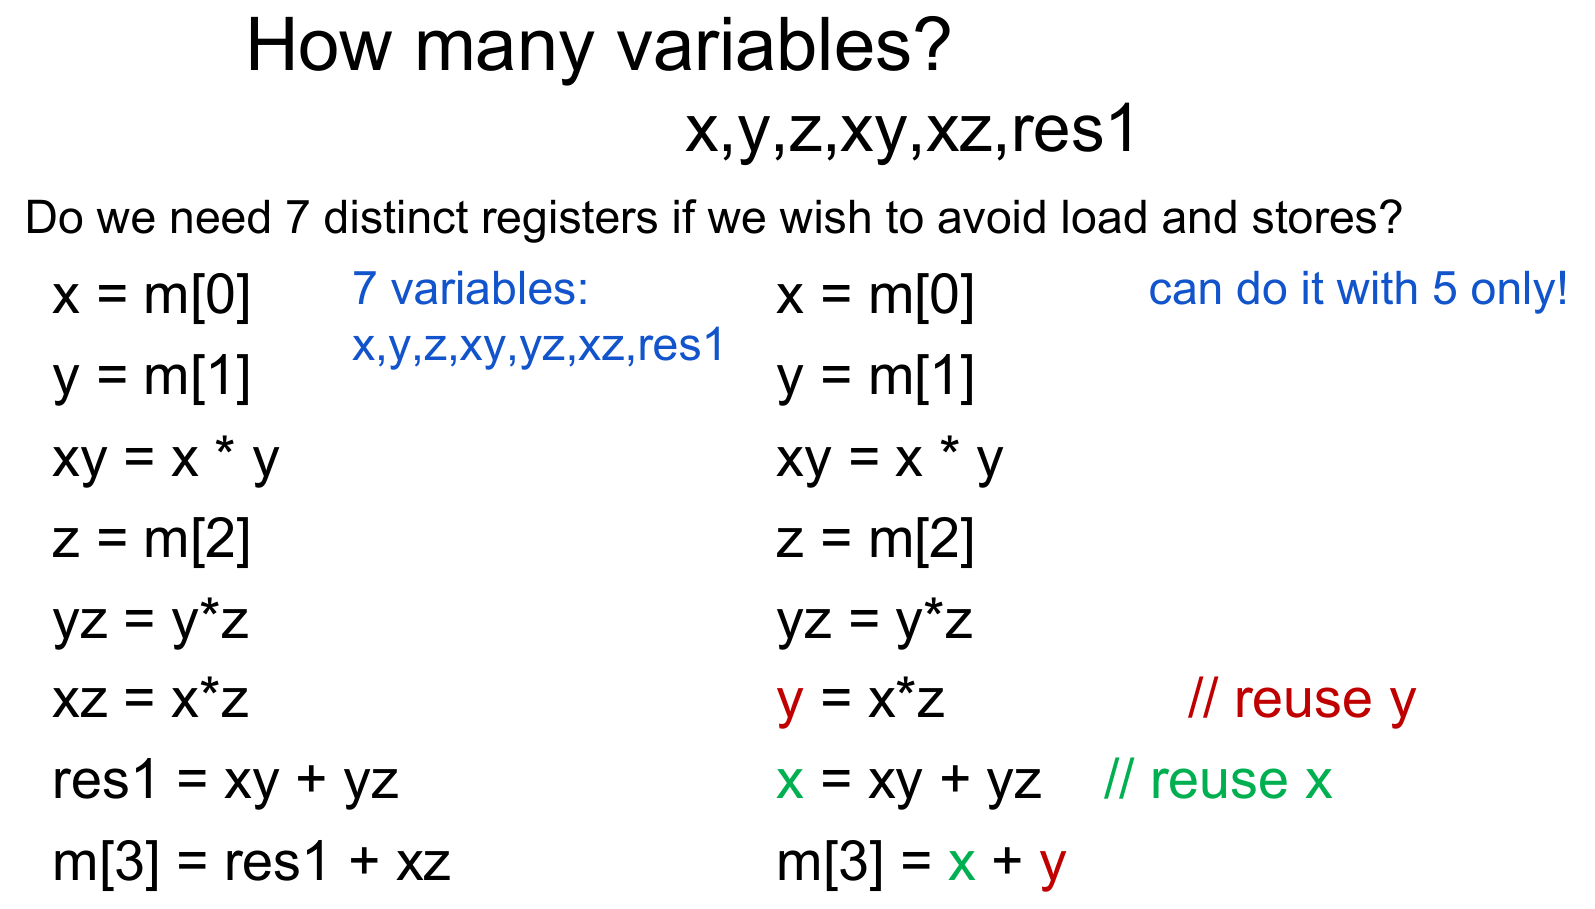 How many variables?
x,y,z,xy,xz,res1
Do we need 7 distinct registers if we wish to avoid load and stores?
x = m[0]
y = m[1]
xy = x * y
z = m[2]
yz = y*z
xz = x*z
res1 = xy + yz
m[3] = res1 + xz
7 variables:
x,y,z,xy,yz,xz,res1
x = m[0]
y = m[1]
xy = x * y
z = m[2]
yz = y*z
y = x*z // reuse y
x = xy + yz // reuse x
m[3] = x + y
can do it with 5 only!